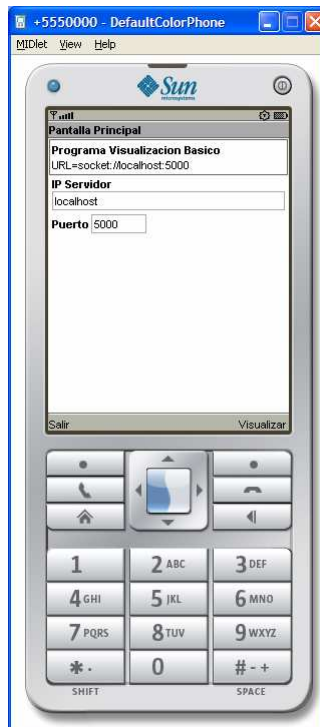 +5550000 - DefaultColorPhone
MIDlet View Help
Sun
microsystems
Pantalla Principal
Programa Visualizacion Basico
URL=socket://localhost:5000
IP Servidor
localhost
Puerto 5000
Salir Visualizar
1 2 ABC 3 DEF
4 GHI 5 JKL 6 MNO
7 PQRS 8 TUV 9 WXYZ
* . 0 # - +
SHIFT SPACE